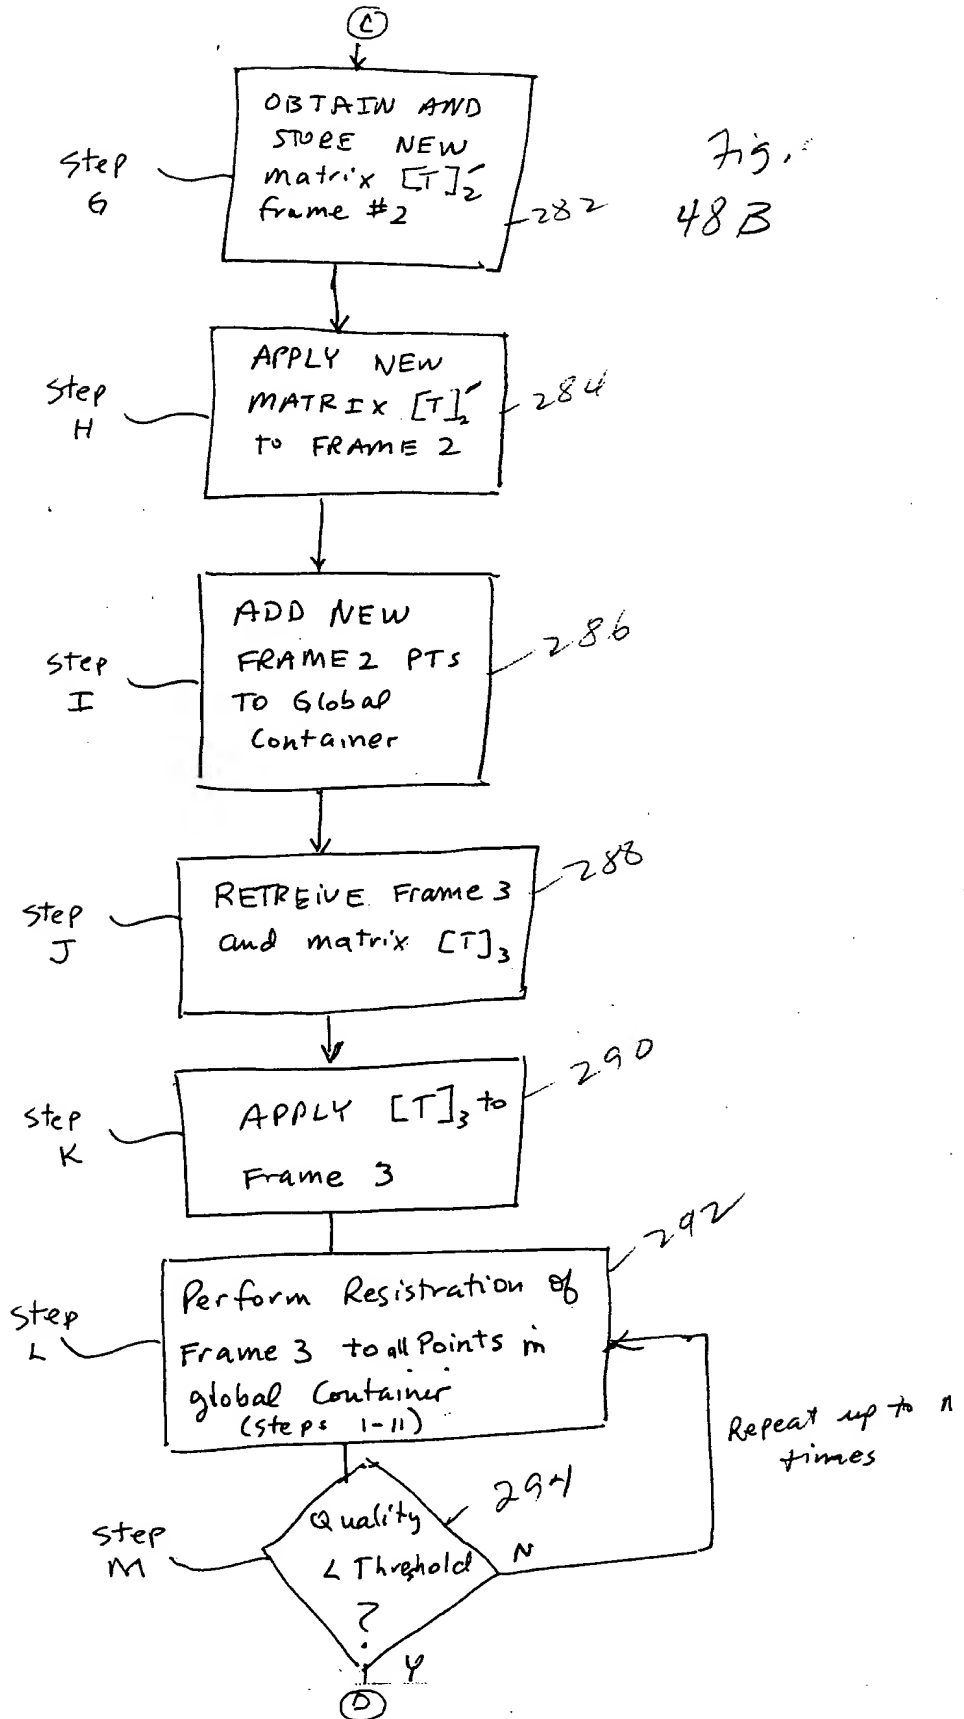 C
OBTAIN AND
STORE NEW
matrix [T]₂′
frame #2
Step
G
282
Fig.
48B
APPLY NEW
MATRIX [T]₂′
to FRAME 2
Step
H
284
ADD NEW
FRAME 2 PTS
TO Global
Container
Step
I
286
RETREIVE Frame 3
and matrix [T]₃
Step
J
288
APPLY [T]₃ to
Frame 3
Step
K
290
Perform Resistration of
Frame 3 to all Points in
global Container
(Steps 1-11)
Step
L
292
Repeat up to n
times
Quality
< Threshold
?
Step
M
294
N
Y
D